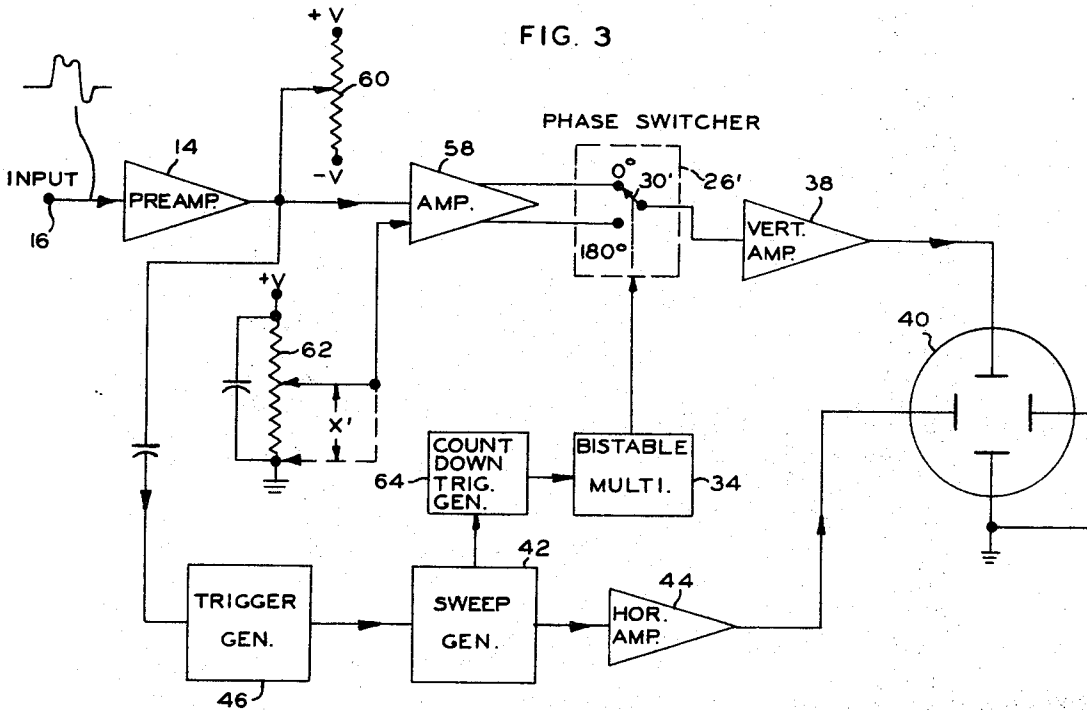 FIG. 3
+V
60
-V
14
INPUT
16
PREAMP.
58
AMP.
PHASE SWITCHER
0°
30'
26'
180°
38
VERT.
AMP.
+V
62
X'
40
64
COUNT
DOWN
TRIG.
GEN.
BISTABLE
MULTI.
34
42
TRIGGER
GEN.
46
SWEEP
GEN.
44
HOR.
AMP.